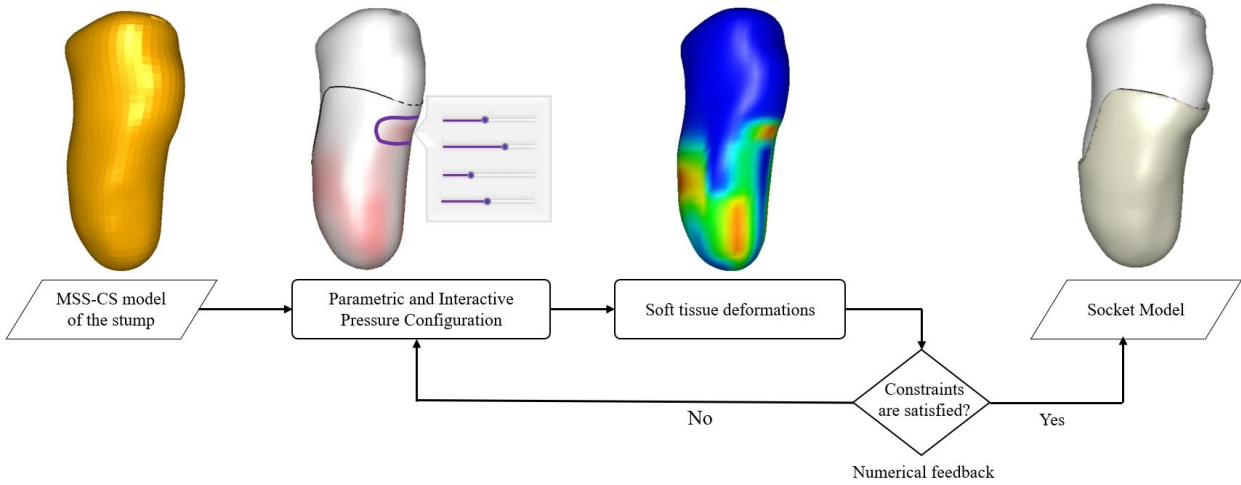 MSS-CS model
of the stump
Parametric and Interactive
Pressure Configuration
Soft tissue deformations
Socket Model
Constraints
are satisfied?
No
Yes
Numerical feedback